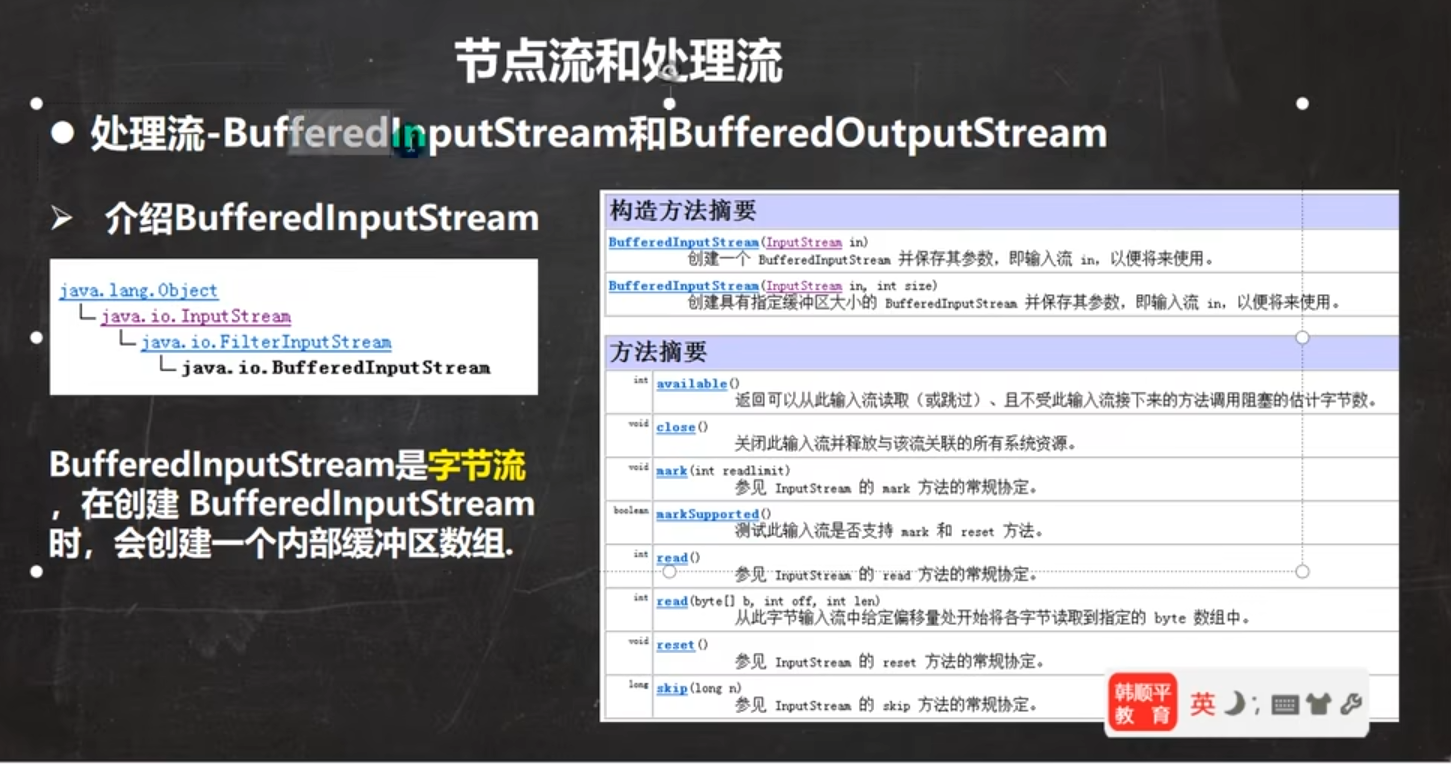 节点流和处理流
处理流-BufferedInputStream和BufferedOutputStream
介绍BufferedInputStream
java.lang.Object
java.io.InputStream
java.io.FilterInputStream
java.io.BufferedInputStream
BufferedInputStream是字节流
，在创建 BufferedInputStream
时，会创建一个内部缓冲区数组.
构造方法摘要
BufferedInputStream(InputStream in)
创建一个 BufferedInputStream 并保存其参数，即输入流 in，以便将来使用。
BufferedInputStream(InputStream in, int size)
创建具有指定缓冲区大小的 BufferedInputStream 并保存其参数，即输入流 in，以便将来使用。
方法摘要
int available()
返回可以从此输入流读取（或跳过）、且不受此输入流接下来的方法调用阻塞的估计字节数。
void close()
关闭此输入流并释放与该流关联的所有系统资源。
void mark(int readlimit)
参见 InputStream 的 mark 方法的常规协定。
boolean markSupported()
测试此输入流是否支持 mark 和 reset 方法。
int read()
参见 InputStream 的 read 方法的常规协定。
int read(byte[] b, int off, int len)
从此字节输入流中给定偏移量处开始将各字节读取到指定的 byte 数组中。
void reset()
参见 InputStream 的 reset 方法的常规协定。
long skip(long n)
参见 InputStream 的 skip 方法的常规协定。
韩顺平
教 育
英